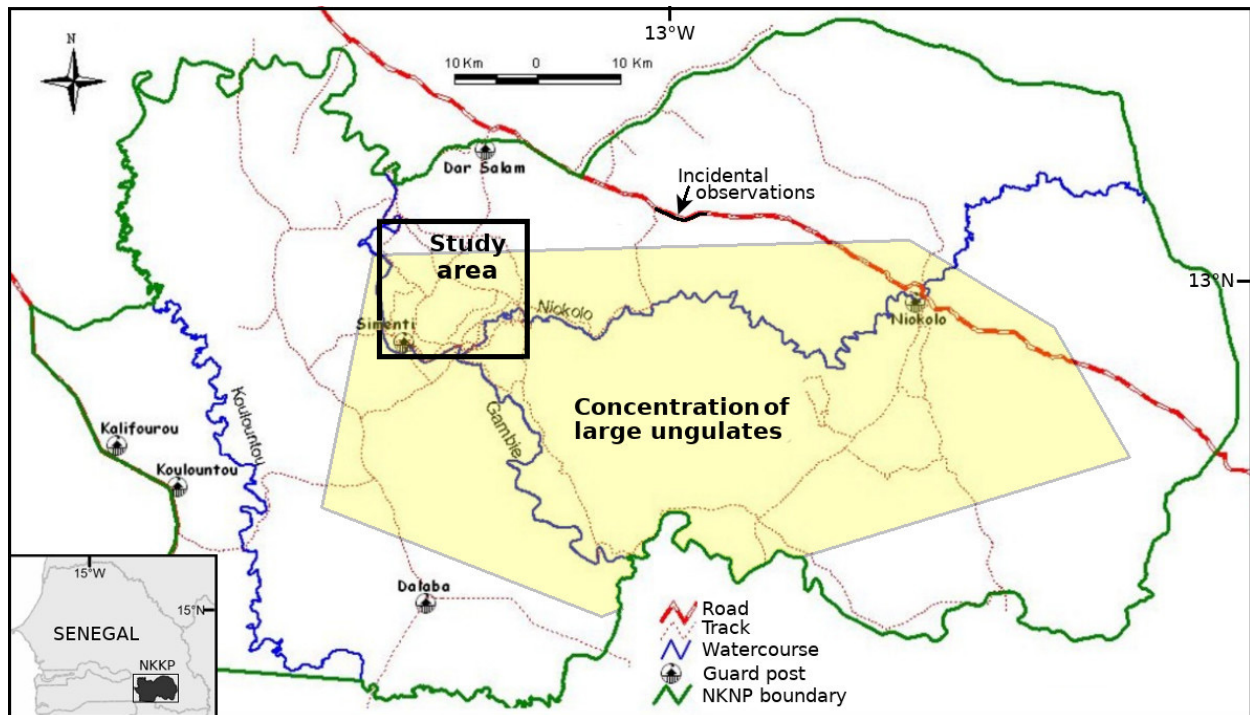 13°W
N
10 Km 0 10 Km
Dar Salam
Incidental
observations
Study
area
13°N
Niokolo
Simenti
Niokolo
Concentration of
large ungulates
Gambie
Koulountou
Kalifourou
Koulountou
Dalaba
15°W
15°N
SENEGAL
NKKP
Road
Track
Watercourse
Guard post
NKNP boundary